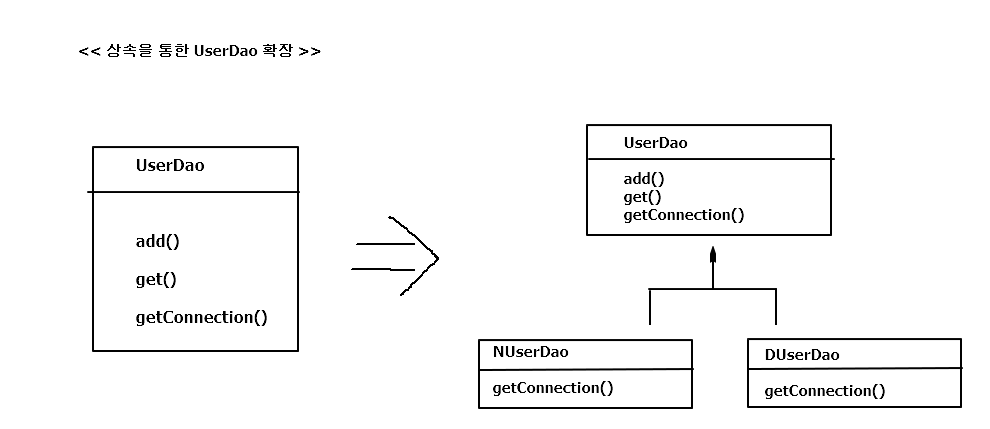 << 상속을 통한 UserDao 확장 >>
UserDao
add()
get()
getConnection()
UserDao
add()
get()
getConnection()
NUserDao
getConnection()
DUserDao
getConnection()